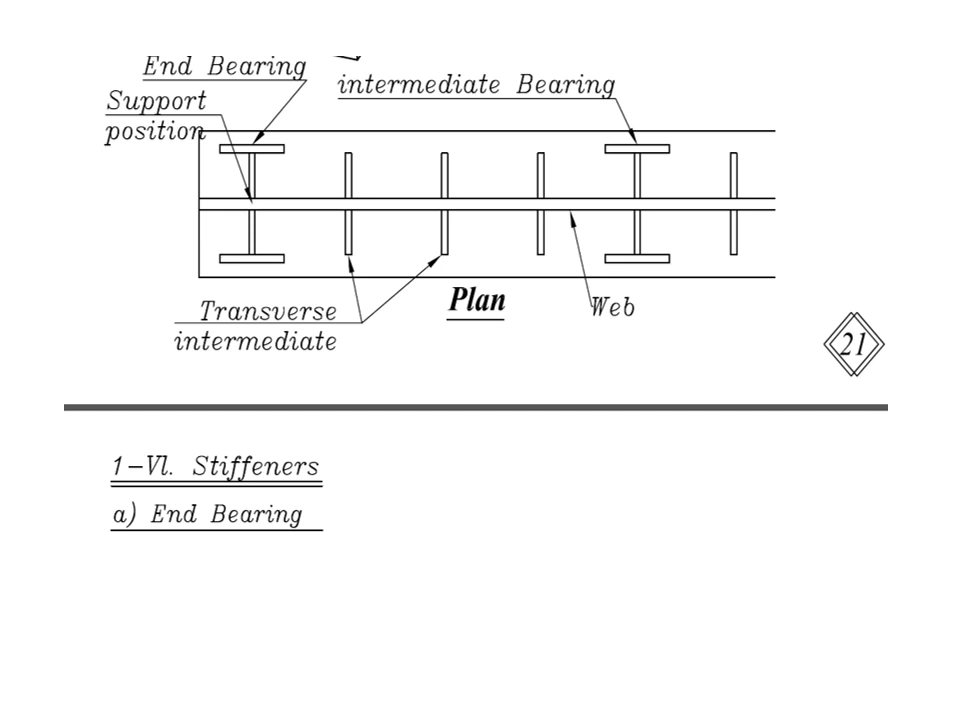 End Bearing
intermediate Bearing
Support
position
Transverse
intermediate
Plan
Web
21
1-Vl. Stiffeners
a) End Bearing